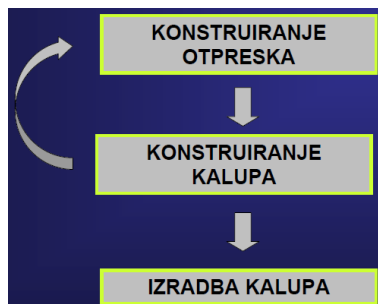 KONSTRUIRANJE
OTPRESKA
KONSTRUIRANJE
KALUPA
IZRADBA KALUPA